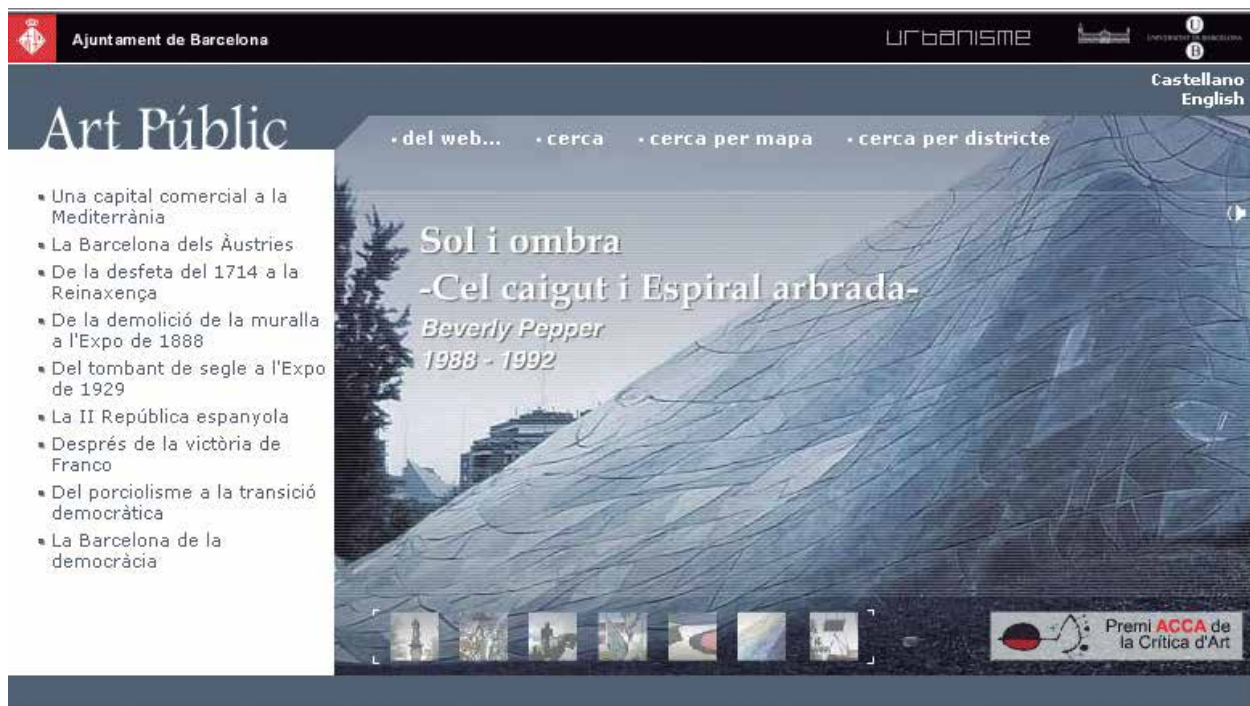 Ajuntament de Barcelona
urbanisme
UNIVERSITAT DE BARCELONA
U
B
Castellano
English
Art Públic
• del web...
• cerca
• cerca per mapa
• cerca per districte
Una capital comercial a la
Mediterrània
La Barcelona dels Àustries
De la desfeta del 1714 a la
Reinaxença
De la demolició de la muralla
a l'Expo de 1888
Del tombant de segle a l'Expo
de 1929
La II República espanyola
Després de la victòria de
Franco
Del porciolisme a la transició
democràtica
La Barcelona de la
democràcia
Sol i ombra
-Cel caigut i Espiral arbrada-
Beverly Pepper
1988 - 1992
Premi ACCA de
la Crítica d'Art